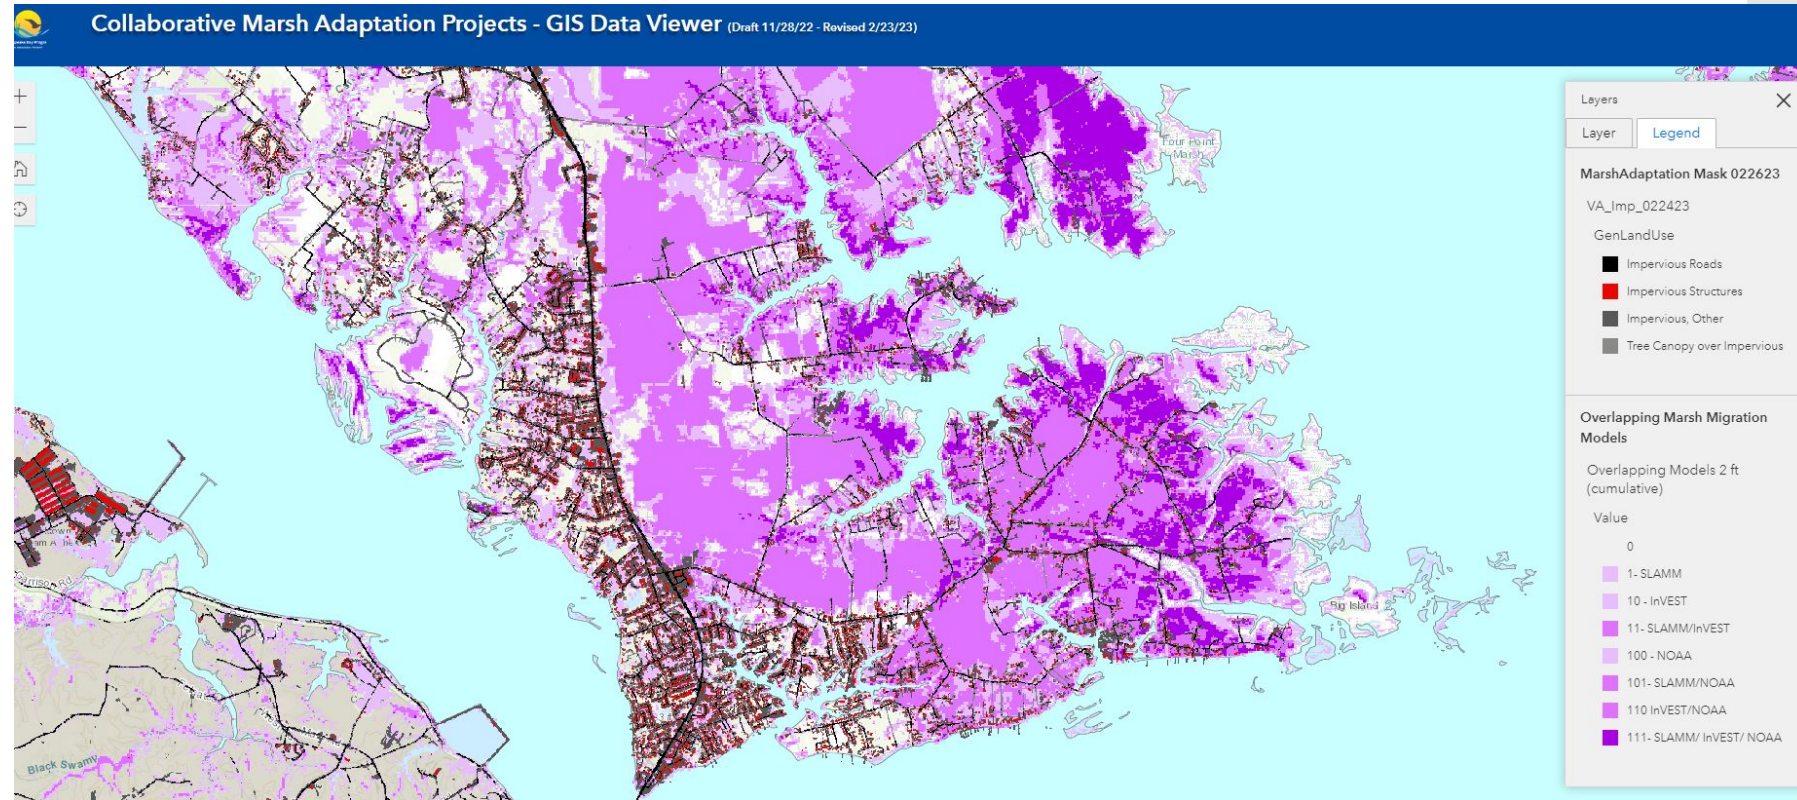 Collaborative Marsh Adaptation Projects - GIS Data Viewer (Draft 11/28/22 - Revised 2/23/23)
Layers
Layer
Legend
MarshAdaptation Mask 022623
VA_Imp_022423
GenLandUse
Impervious Roads
Impervious Structures
Impervious, Other
Tree Canopy over Impervious
Overlapping Marsh Migration
Models
Overlapping Models 2 ft
(cumulative)
Value
0
1- SLAMM
10 - InVEST
11- SLAMM/InVEST
100 - NOAA
101- SLAMM/NOAA
110 InVEST/NOAA
111- SLAMM/ InVEST/ NOAA
Four Point
Marsh
Big Island
Garrison Rd
Black Swamp